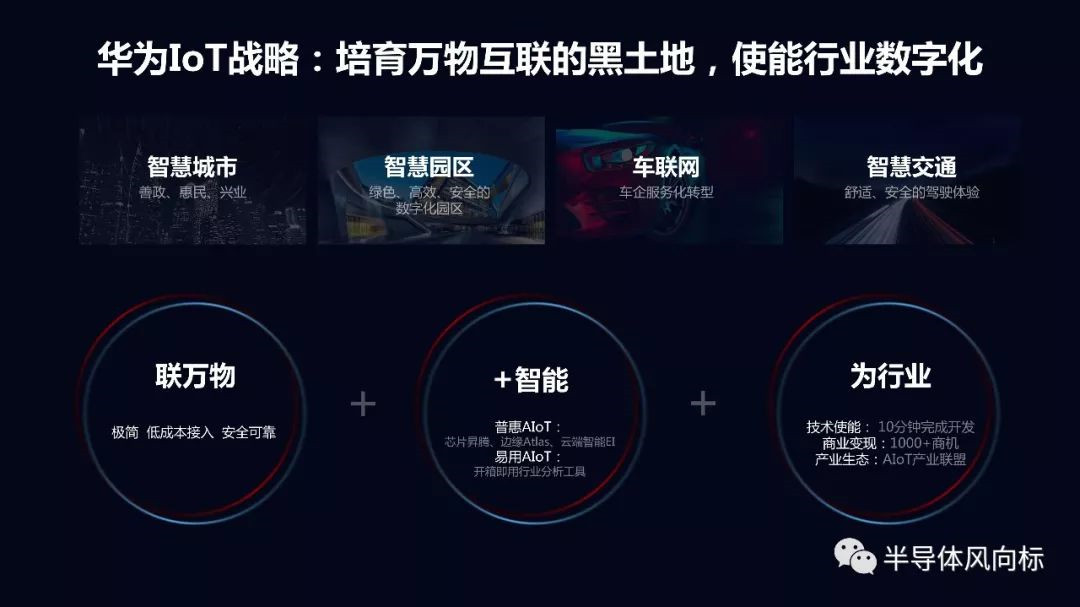 华为IoT战略：培育万物互联的黑土地，使能行业数字化
智慧城市
善政、惠民、兴业
智慧园区
绿色、高效、安全的
数字化园区
车联网
车企服务化转型
智慧交通
舒适、安全的驾驶体验
联万物
极简 低成本接入 安全可靠
+
+智能
普惠AIoT：
芯片昇腾、边缘Atlas、云端智能EI
易用AIoT：
开箱即用行业分析工具
+
为行业
技术使能：10分钟完成开发
商业变现：1000+商机
产业生态：AIoT产业联盟
半导体风向标